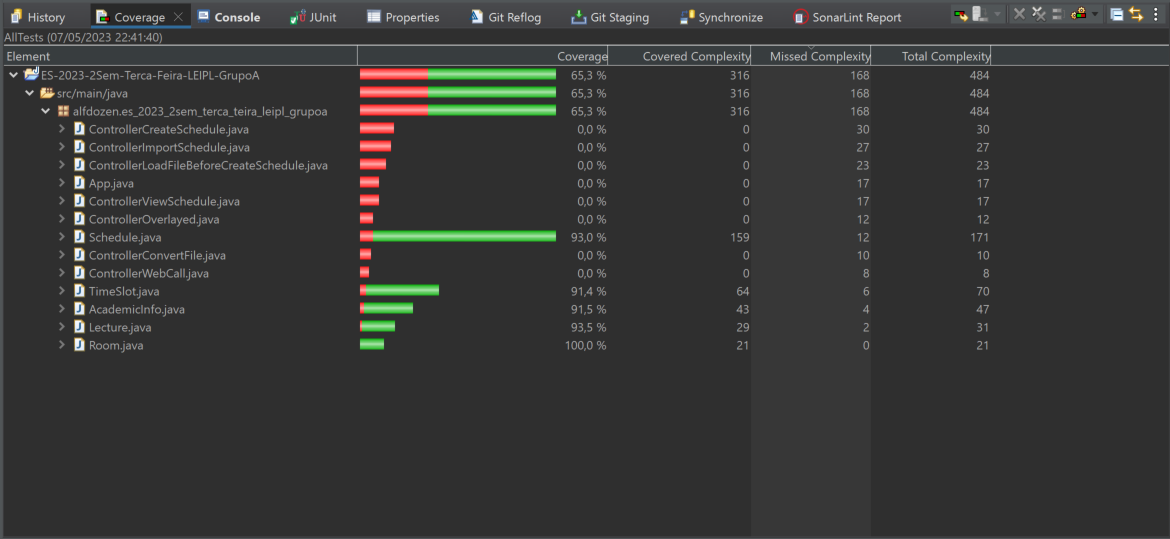 History Coverage Console JUnit Properties Git Reflog Git Staging Synchronize SonarLint Report
AllTests (07/05/2023 22:41:40)
Element Coverage Covered Complexity Missed Complexity Total Complexity
ES-2023-2Sem-Terca-Feira-LEIPL-GrupoA 65,3 % 316 168 484
src/main/java 65,3 % 316 168 484
alfdozen.es_2023_2sem_terca_teira_leipl_grupoa 65,3 % 316 168 484
ControllerCreateSchedule.java 0,0 % 0 30 30
ControllerImportSchedule.java 0,0 % 0 27 27
ControllerLoadFileBeforeCreateSchedule.java 0,0 % 0 23 23
App.java 0,0 % 0 17 17
ControllerViewSchedule.java 0,0 % 0 17 17
ControllerOverlayed.java 0,0 % 0 12 12
Schedule.java 93,0 % 159 12 171
ControllerConvertFile.java 0,0 % 0 10 10
ControllerWebCall.java 0,0 % 0 8 8
TimeSlot.java 91,4 % 64 6 70
AcademicInfo.java 91,5 % 43 4 47
Lecture.java 93,5 % 29 2 31
Room.java 100,0 % 21 0 21